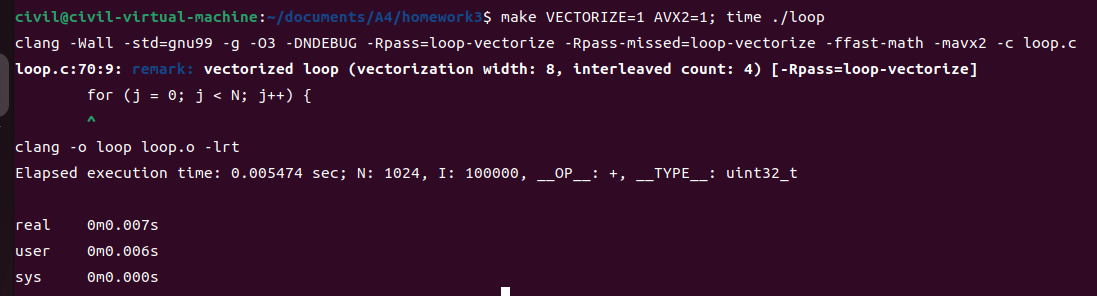 civil@civil-virtual-machine:~/documents/A4/homework3$ make VECTORIZE=1 AVX2=1; time ./loop
clang -Wall -std=gnu99 -g -O3 -DNDEBUG -Rpass=loop-vectorize -Rpass-missed=loop-vectorize -ffast-math -mavx2 -c loop.c
loop.c:70:9: remark: vectorized loop (vectorization width: 8, interleaved count: 4) [-Rpass=loop-vectorize]
        for (j = 0; j < N; j++) {
        ^
clang -o loop loop.o -lrt
Elapsed execution time: 0.005474 sec; N: 1024, I: 100000, __OP__: +, __TYPE__: uint32_t

real    0m0.007s
user    0m0.006s
sys     0m0.000s